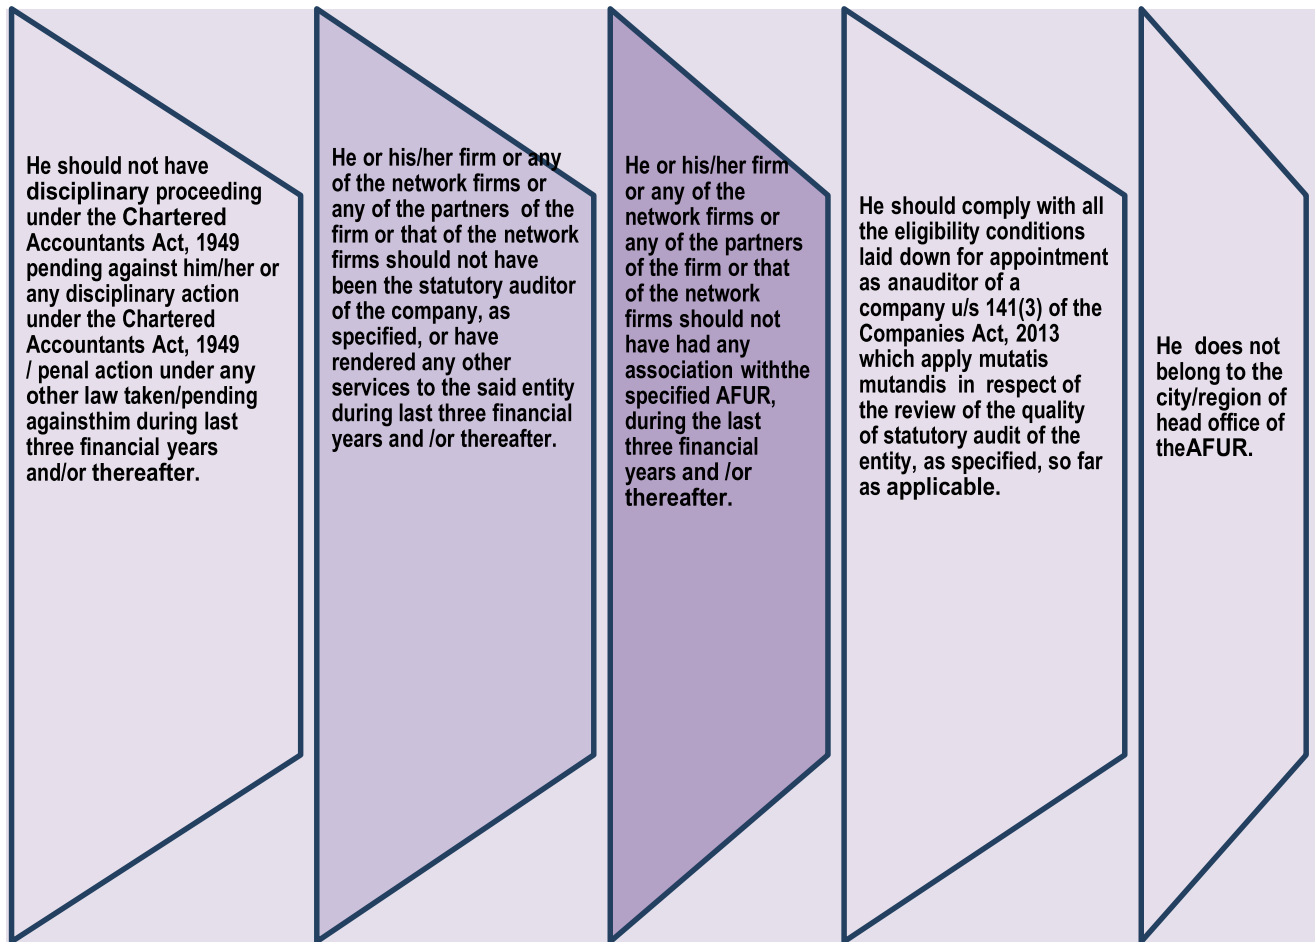 He should not have
disciplinary proceeding
under the Chartered
Accountants Act, 1949
pending against him/her or
any disciplinary action
under the Chartered
Accountants Act, 1949
/ penal action under any
other law taken/pending
againsthim during last
three financial years
and/or thereafter.
He or his/her firm or any
of the network firms or
any of the partners of the
firm or that of the network
firms should not have
been the statutory auditor
of the company, as
specified, or have
rendered any other
services to the said entity
during last three financial
years and /or thereafter.
He or his/her firm
or any of the
network firms or
any of the partners
of the firm or that
of the network
firms should not
have had any
association withthe
specified AFUR,
during the last
three financial
years and /or
thereafter.
He should comply with all
the eligibility conditions
laid down for appointment
as anauditor of a
company u/s 141(3) of the
Companies Act, 2013
which apply mutatis
mutandis in respect of
the review of the quality
of statutory audit of the
entity, as specified, so far
as applicable.
He does not
belong to the
city/region of
head office of
theAFUR.